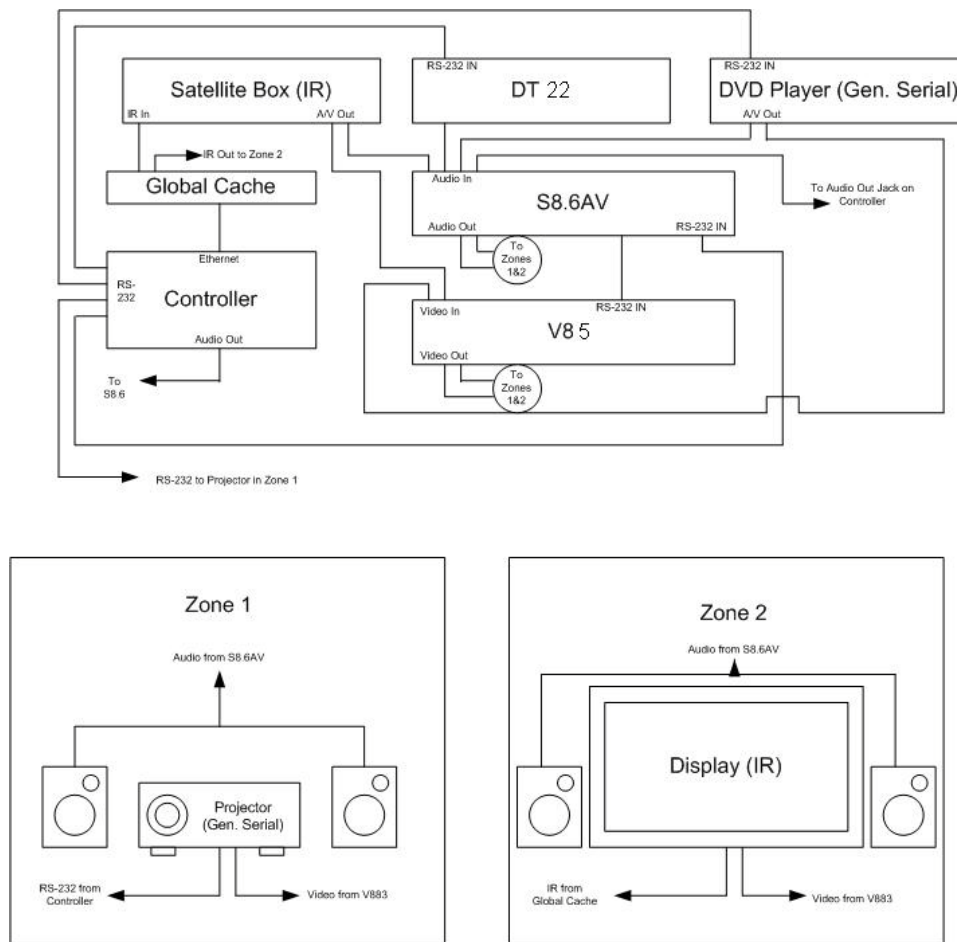 RS-232 IN
RS-232 IN
Satellite Box (IR)
DT 22
DVD Player (Gen. Serial)
IR In
A/V Out
A/V Out
IR Out to Zone 2
Global Cache
Audio In
S8.6AV
To Audio Out Jack on
Controller
Audio Out
RS-232 IN
To
Zones
1&2
Ethernet
RS-
232
Controller
Audio Out
Video In
RS-232 IN
V8 5
Video Out
To
Zones
1&2
To
S8.6
RS-232 to Projector in Zone 1
Zone 1
Audio from S8.6AV
Projector
(Gen. Serial)
RS-232 from
Controller
Video from V883
Zone 2
Audio from S8.6AV
Display (IR)
IR from
Global Cache
Video from V883